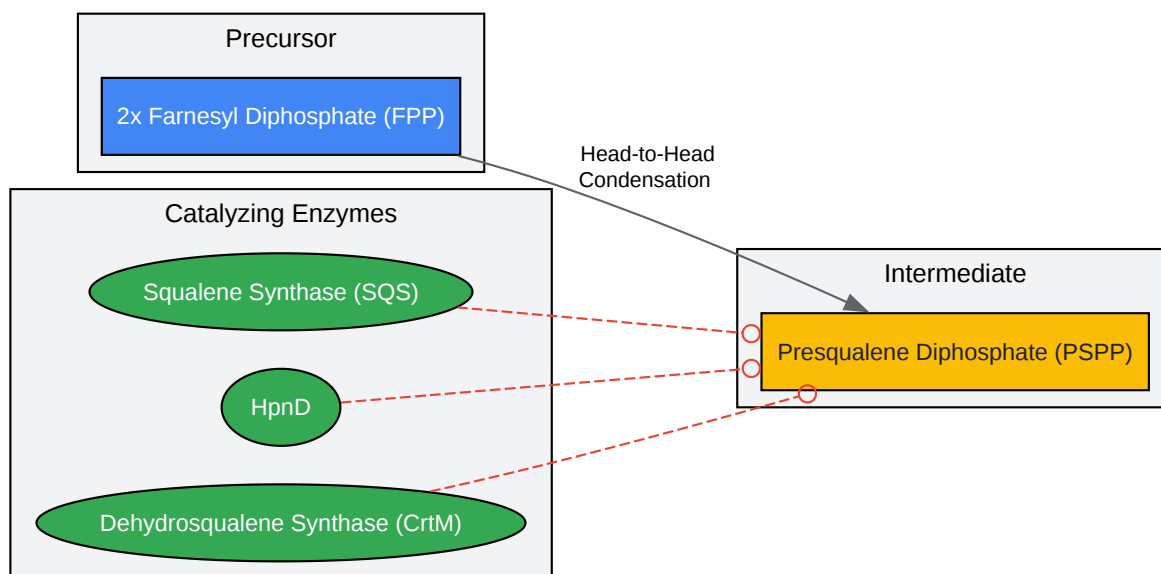 Precursor
2x Farnesyl Diphosphate (FPP)
Head-to-Head
Condensation
Catalyzing Enzymes
Squalene Synthase (SQS)
HpnD
Dehydrosqualene Synthase (CrtM)
Intermediate
Presqualene Diphosphate (PSPP)